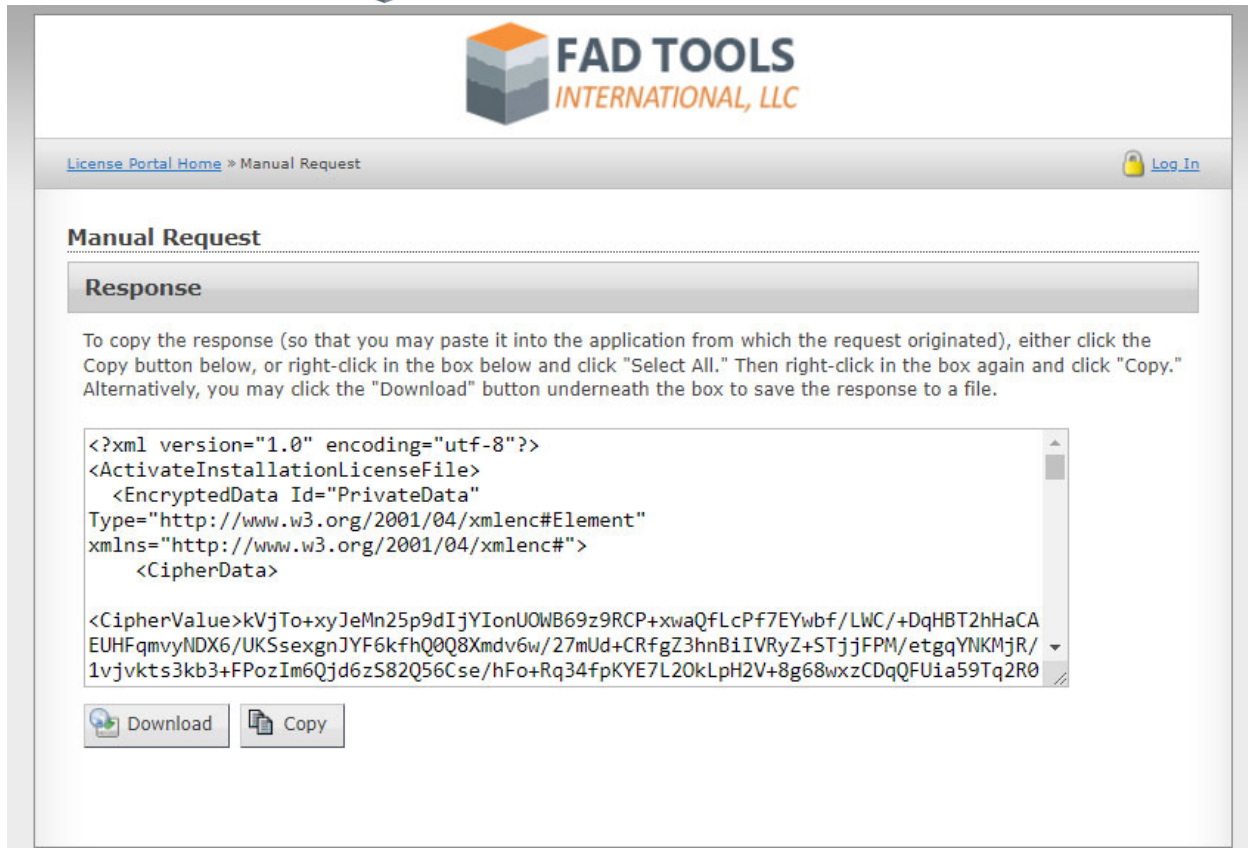 FAD TOOLS
INTERNATIONAL, LLC
License Portal Home » Manual Request
Log In
Manual Request
Response
To copy the response (so that you may paste it into the application from which the request originated), either click the
Copy button below, or right-click in the box below and click "Select All." Then right-click in the box again and click "Copy."
Alternatively, you may click the "Download" button underneath the box to save the response to a file.
<?xml version="1.0" encoding="utf-8"?>
<ActivateInstallationLicenseFile>
<EncryptedData Id="PrivateData"
Type="http://www.w3.org/2001/04/xmlenc#Element"
xmlns="http://www.w3.org/2001/04/xmlenc#">
<CipherData>
<CipherValue>kVjTo+xyJeMn25p9dIjYIonUOWB69z9RCP+xwaQfLcPf7EYwbf/LWC/+DqHBT2hHaCA
EUHFqmvyNDX6/UKSsexgnJYF6kfhQ0Q8Xmdv6w/27mUd+CRfgZ3hnBiIVRyZ+STjjFPM/etgqYNKMjR/
1vjvkts3kb3+FPozIm6Qjd6zS82Q56Cse/hFo+Rq34fpKYE7L2OkLpH2V+8g68wxzCDqQFUia59Tq2R0
Download
Copy